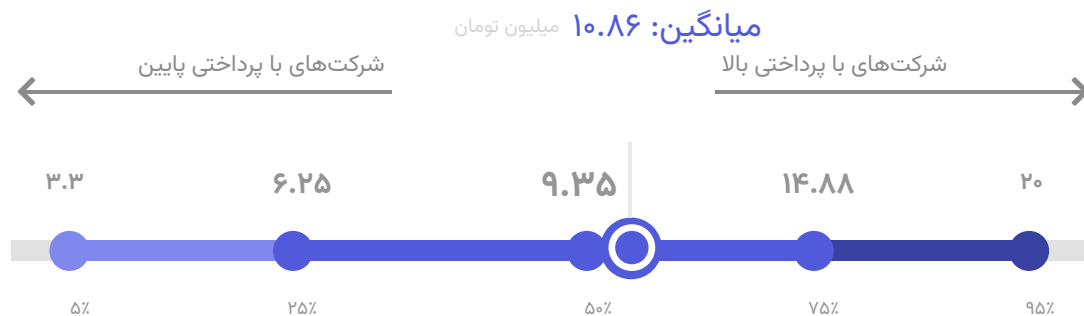 میانگین: ۱۰.۸۶ میلیون تومان
شرکت‌های با پرداختی بالا
شرکت‌های با پرداختی پایین
۳.۳ ۶.۲۵ ۹.۳۵ ۱۴.۸۸ ۲۰
۵٪ ۲۵٪ ۵۰٪ ۷۵٪ ۹۵٪